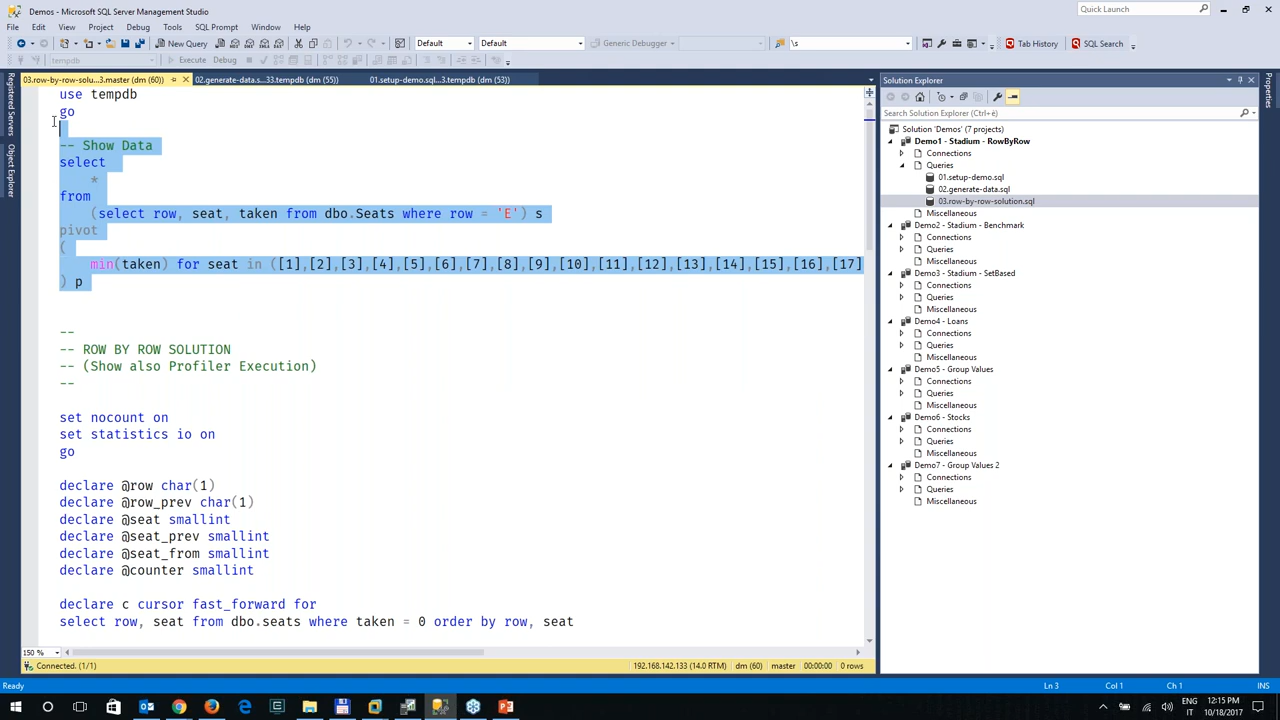 Demos - Microsoft SQL Server Management Studio
Quick Launch
File Edit View Project Debug Tools SQL Prompt Window Help
New Query Default Default Generic Debugger \s Tab History SQL Search
tempdb Execute Debug
03.row-by-row-solu...3.master (dm (60)) 02.generate-data.s...33.tempdb (dm (55)) 01.setup-demo.sql...3.tempdb (dm (53))
Registered Servers
Object Explorer
use tempdb
go
-- Show Data
select
*
from
(select row, seat, taken from dbo.Seats where row = 'E') s
pivot
(
min(taken) for seat in ([1],[2],[3],[4],[5],[6],[7],[8],[9],[10],[11],[12],[13],[14],[15],[16],[17]
) p
--
-- ROW BY ROW SOLUTION
-- (Show also Profiler Execution)
--
set nocount on
set statistics io on
go
declare @row char(1)
declare @row_prev char(1)
declare @seat smallint
declare @seat_prev smallint
declare @seat_from smallint
declare @counter smallint
declare c cursor fast_forward for
select row, seat from dbo.seats where taken = 0 order by row, seat
150 %
Connected. (1/1) 192.168.142.133 (14.0 RTM) dm (60) master 00:00:00 0 rows
Solution Explorer
Search Solution Explorer (Ctrl+è)
Solution 'Demos' (7 projects)
Demo1 - Stadium - RowByRow
Connections
Queries
01.setup-demo.sql
02.generate-data.sql
03.row-by-row-solution.sql
Miscellaneous
Demo2 - Stadium - Benchmark
Connections
Queries
Miscellaneous
Demo3 - Stadium - SetBased
Connections
Queries
Miscellaneous
Demo4 - Loans
Connections
Queries
Miscellaneous
Demo5 - Group Values
Connections
Queries
Miscellaneous
Demo6 - Stocks
Connections
Queries
Miscellaneous
Demo7 - Group Values 2
Connections
Queries
Miscellaneous
Properties
Ready Ln 3 Col 1 Ch 1 INS
12:15 PM
IT 10/18/2017